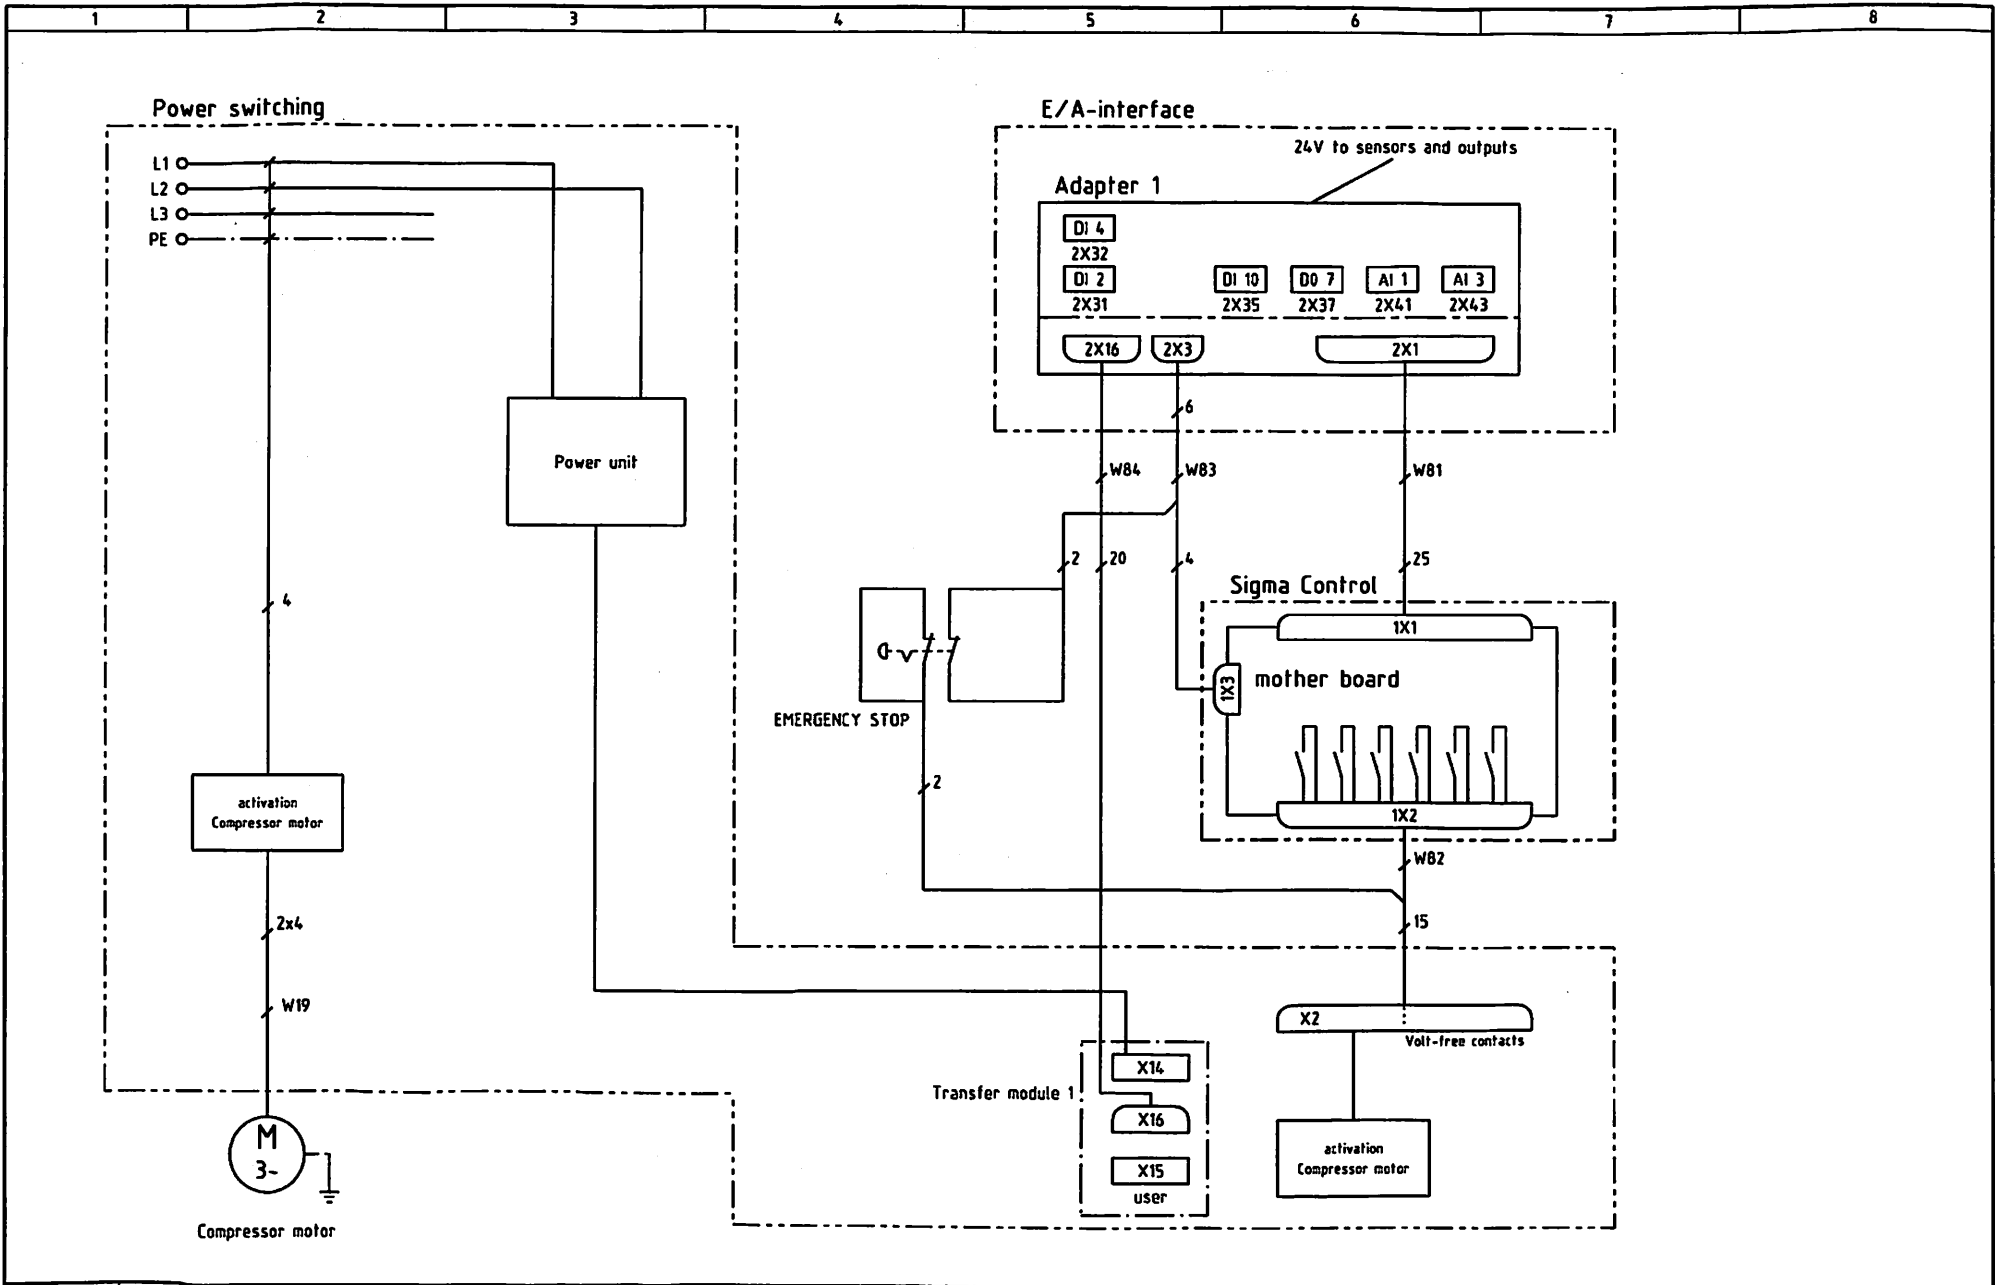 1 2 3 4 5 6 7 8
Power switching
L1
L2
L3
PE
Power unit
4
activation
Compressor motor
2x4
W19
M
3~
Compressor motor
E/A-interface
24V to sensors and outputs
Adapter 1
DI 4
2X32
DI 2
2X31
DI 10
2X35
DO 7
2X37
AI 1
2X41
AI 3
2X43
2X16
2X3
2X1
6
W84
W83
W81
2
20
4
25
EMERGENCY STOP
2
Sigma Control
1X1
1X3
mother board
1X2
W82
15
X2
Volt-free contacts
Transfer module 1
X14
X16
X15
user
activation
Compressor motor